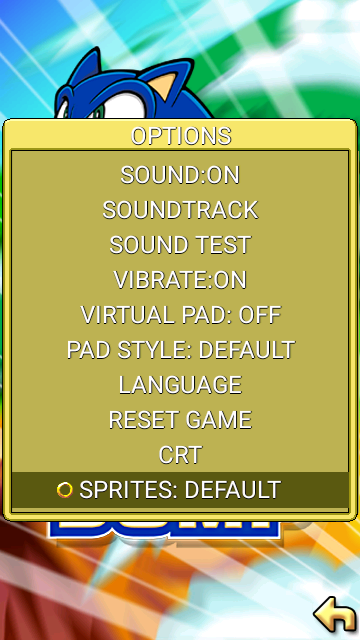 OPTIONS
SOUND:ON
SOUNDTRACK
SOUND TEST
VIBRATE:ON
VIRTUAL PAD: OFF
PAD STYLE: DEFAULT
LANGUAGE
RESET GAME
CRT
SPRITES: DEFAULT